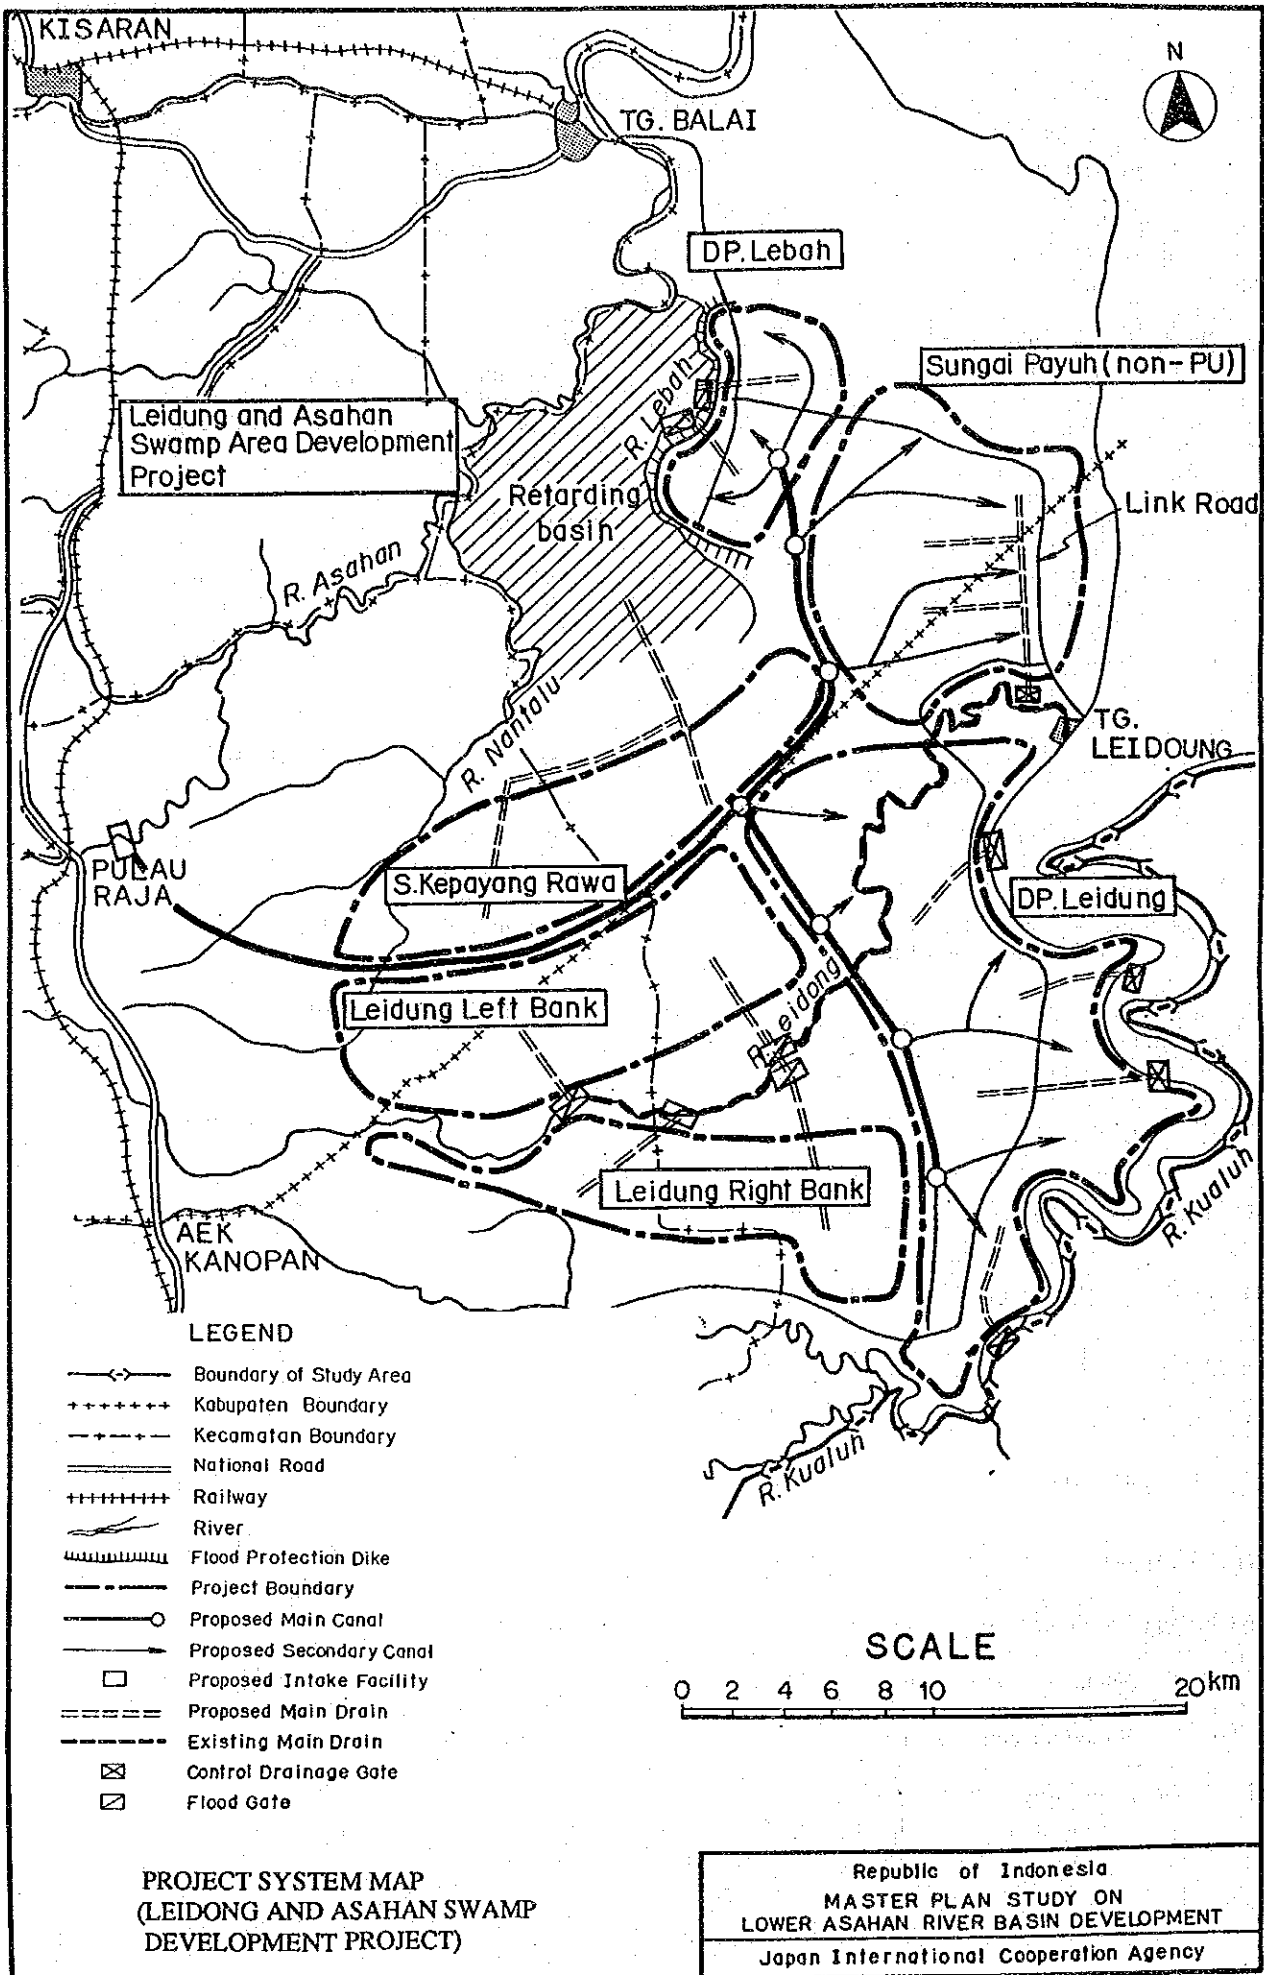 KISARAN
N
TG. BALAI
DP. Lebah
R. Lebah
Sungai Payuh (non-PU)
Leidung and Asahan
Swamp Area Development
Project
Retarding
basin
Link Road
R. Asahan
R. Nantalu
TG.
LEIDOUNG
PULAU
RAJA
S.Kepayang Rawa
DP. Leidung
Leidung Left Bank
R. Leidong
Leidung Right Bank
R. Kualuh
AEK
KANOPAN
R. Kualuh
LEGEND
Boundary of Study Area
Kabupaten Boundary
Kecamatan Boundary
National Road
Railway
River
Flood Protection Dike
Project Boundary
Proposed Main Canal
Proposed Secondary Canal
Proposed Intake Facility
Proposed Main Drain
Existing Main Drain
Control Drainage Gate
Flood Gate
SCALE
0 2 4 6 8 10 20 km
PROJECT SYSTEM MAP
(LEIDONG AND ASAHAN SWAMP
DEVELOPMENT PROJECT)
Republic of Indonesia
MASTER PLAN STUDY ON
LOWER ASAHAN RIVER BASIN DEVELOPMENT
Japan International Cooperation Agency